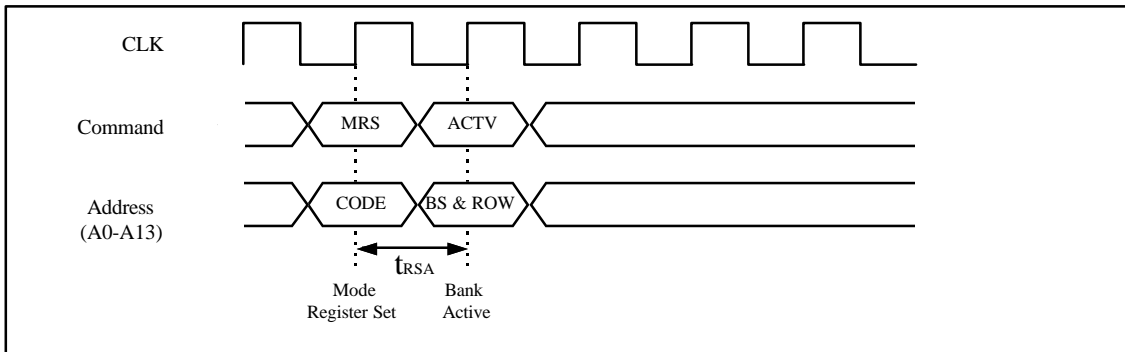 CLK
Command
MRS
ACTV
Address
(A0-A13)
CODE
BS & ROW
tRSA
Mode
Register Set
Bank
Active